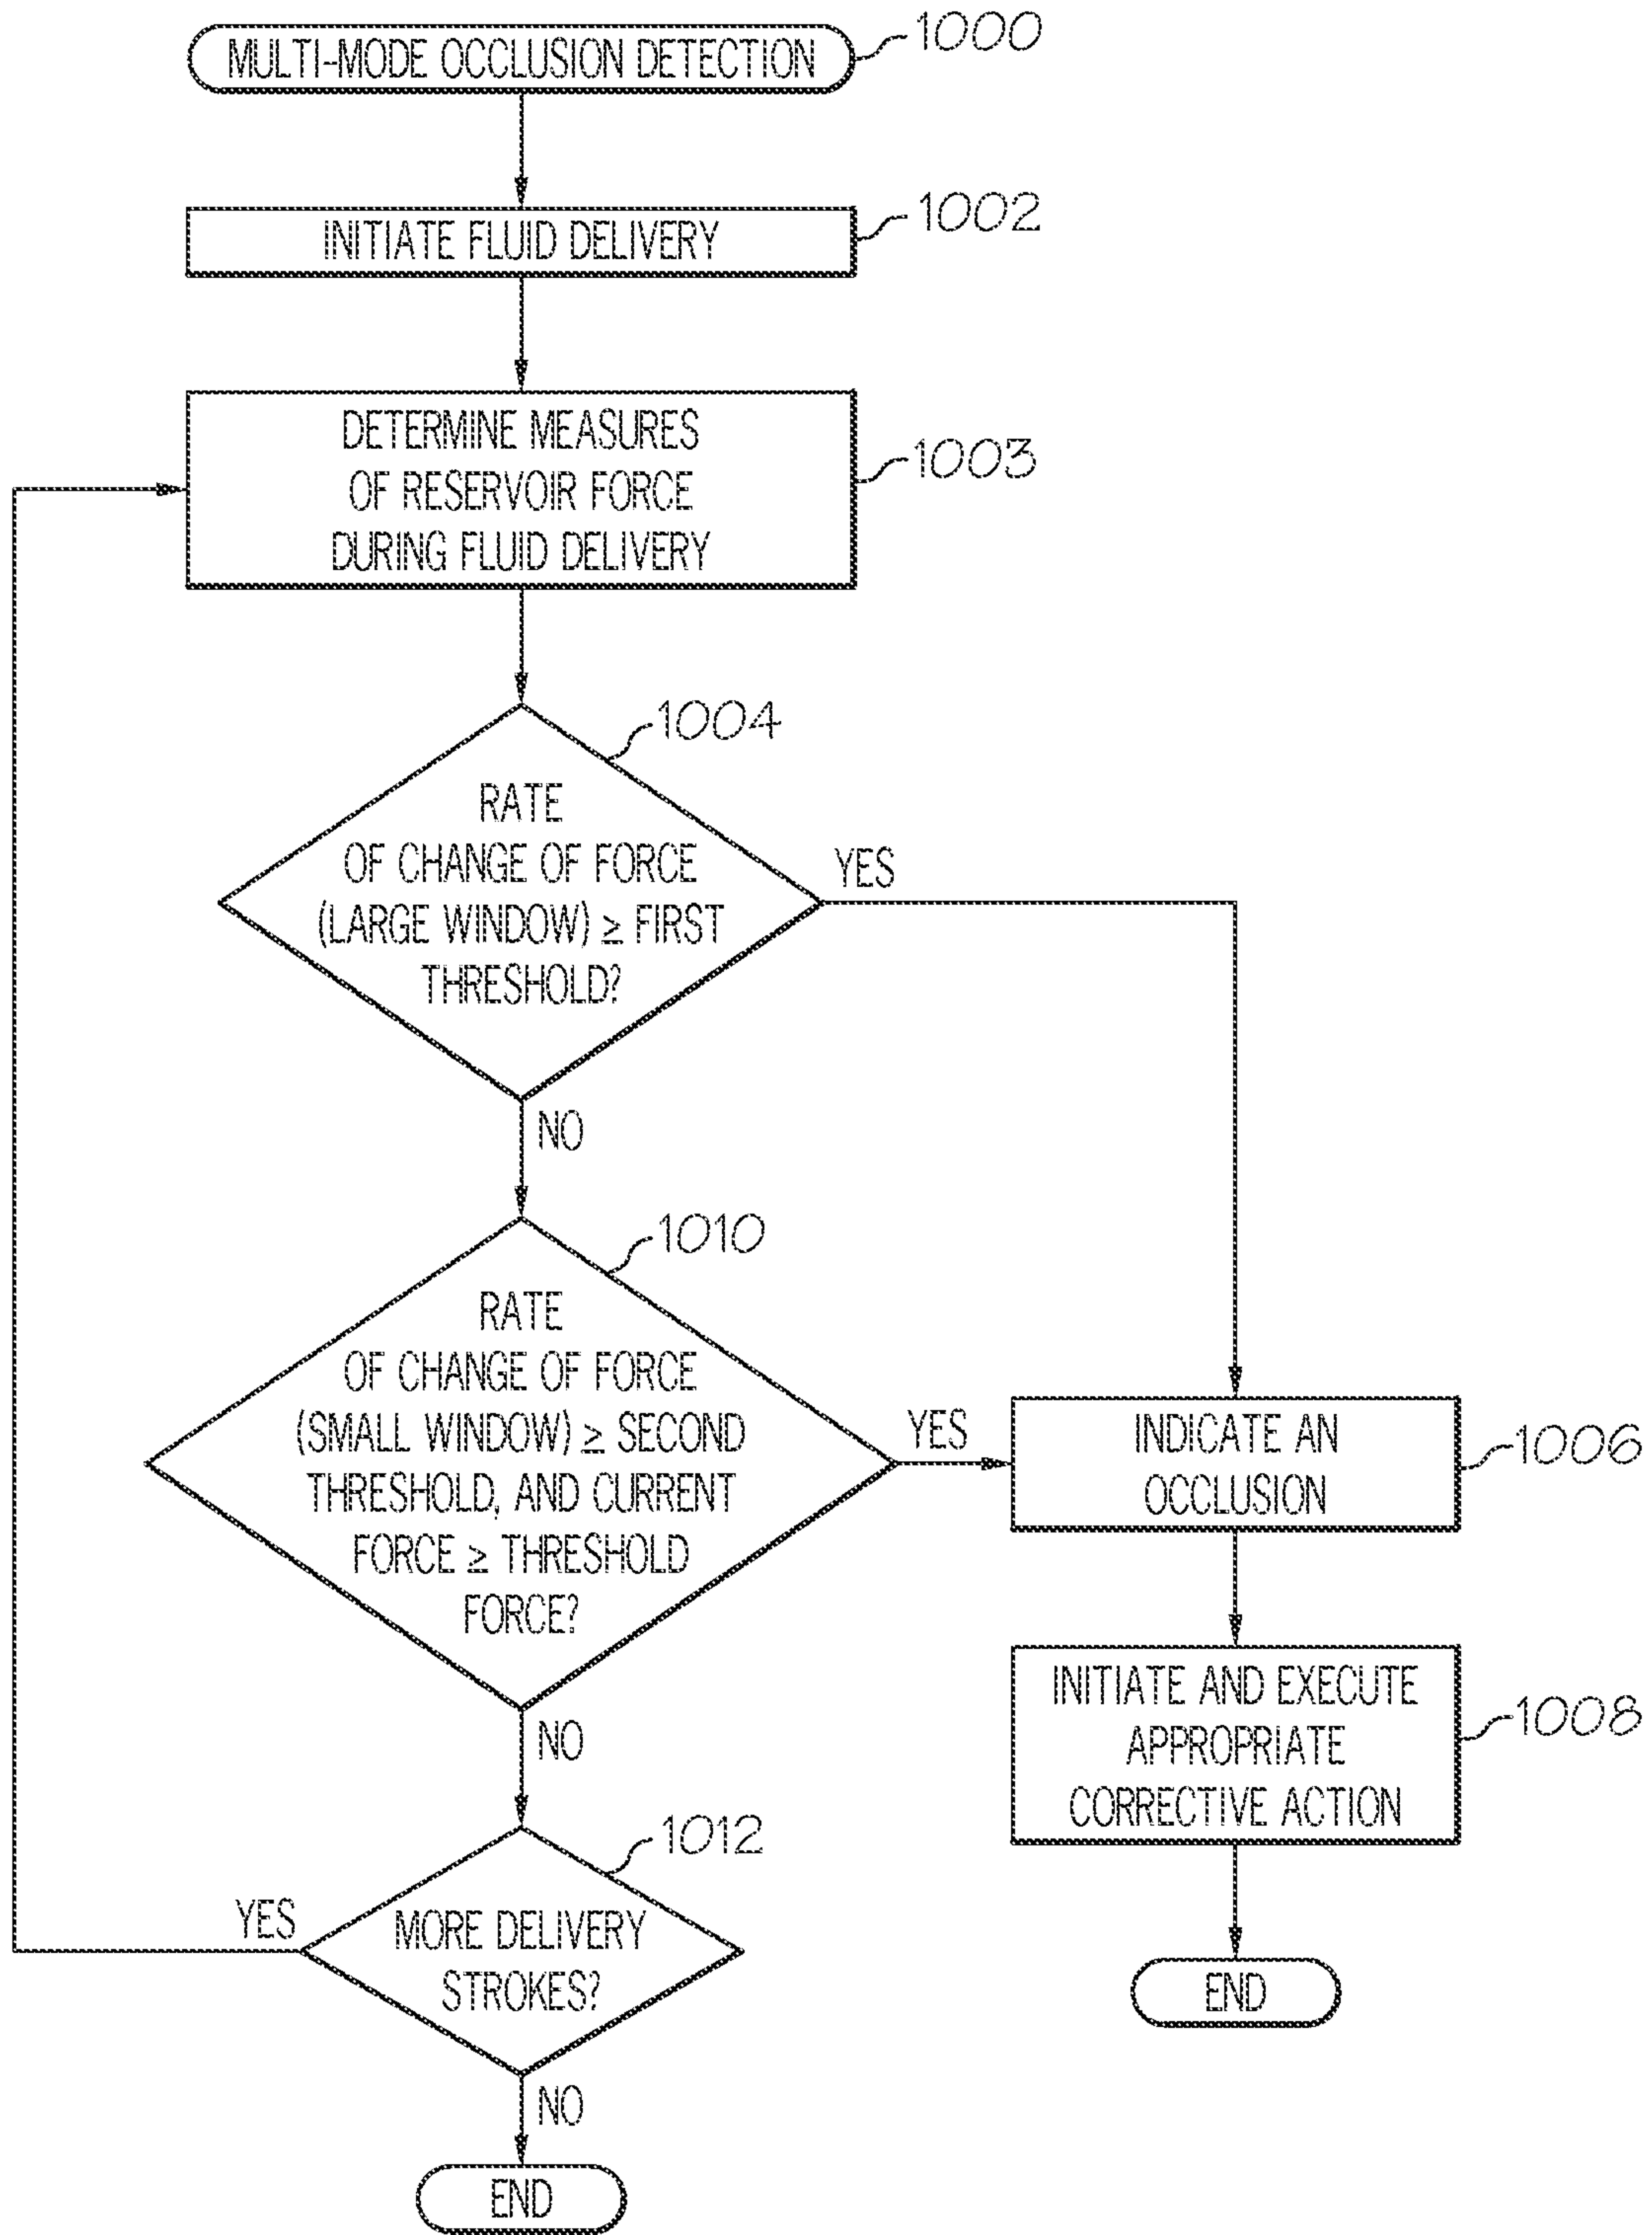 MULTI-MODE OCCLUSION DETECTION
1000
INITIATE FLUID DELIVERY
1002
DETERMINE MEASURES
OF RESERVOIR FORCE
DURING FLUID DELIVERY
1003
1004
RATE
OF CHANGE OF FORCE
(LARGE WINDOW) ≥ FIRST
THRESHOLD?
YES
NO
1010
RATE
OF CHANGE OF FORCE
(SMALL WINDOW) ≥ SECOND
THRESHOLD, AND CURRENT
FORCE ≥ THRESHOLD
FORCE?
YES
NO
INDICATE AN
OCCLUSION
1006
INITIATE AND EXECUTE
APPROPRIATE
CORRECTIVE ACTION
1008
END
1012
MORE DELIVERY
STROKES?
YES
NO
END